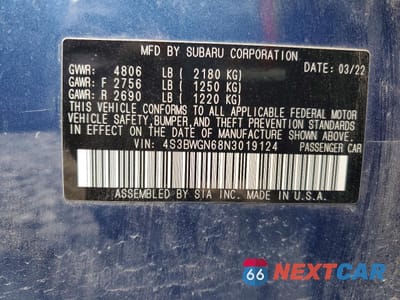 MFD BY SUBARU CORPORATION DATE: 03/22
GVWR: 4806 LB ( 2180 KG)
GAWR: F 2756 LB ( 1250 KG)
GAWR: R 2690 LB ( 1220 KG)
THIS VEHICLE CONFORMS TO ALL APPLICABLE FEDERAL MOTOR
VEHICLE SAFETY, BUMPER, AND THEFT PREVENTION STANDARDS
IN EFFECT ON THE DATE OF MANUFACTURE SHOWN ABOVE.
VIN: 4S3BWGN68N3019124 PASSENGER CAR
ASSEMBLED BY SIA INC. MADE IN U.S.A.
66 NEXTCAR